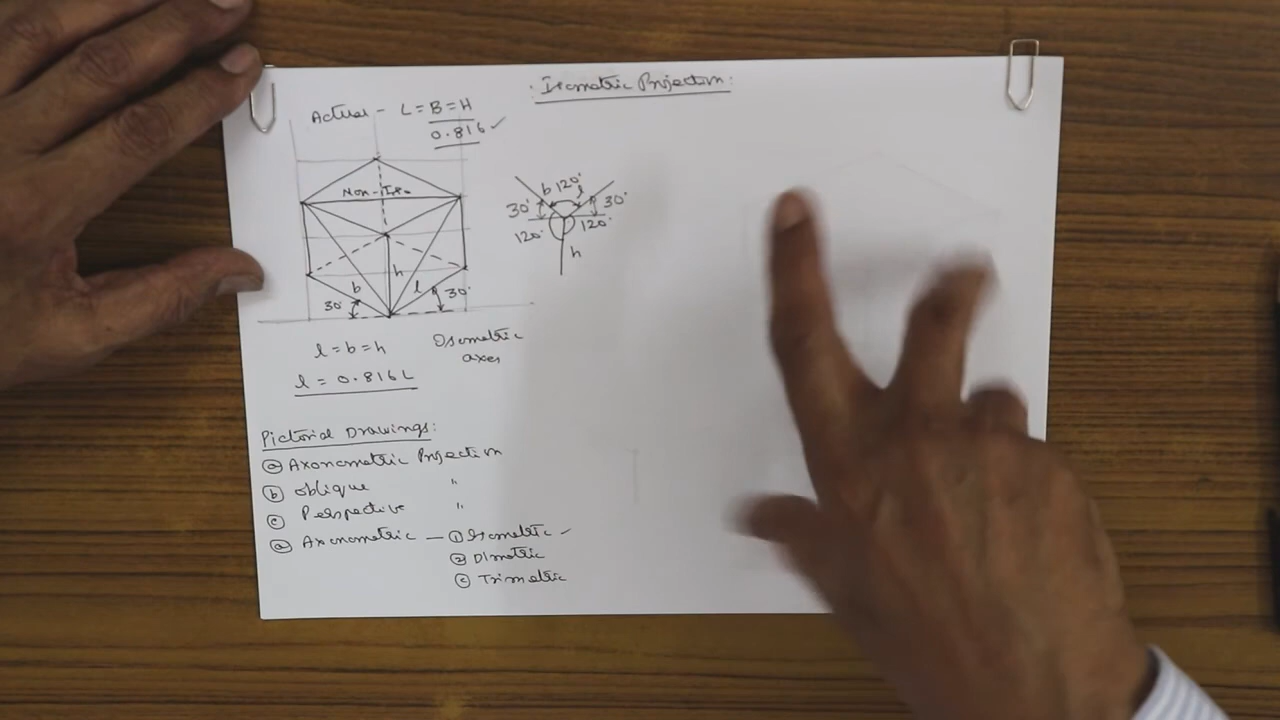 Isometric Projection:
Actual - L = B = H
0.816 ✓
Non-Iso
b 120° l
30° 30°
120° 120°
h
h
b l
30° 30°
l = b = h
Isometric
axes
l = 0.816L
Pictorial Drawings:
ⓐ Axonometric Projection
ⓑ oblique "
ⓒ Perspective "
ⓐ Axonometric — ① Isometric ✓
② Dimetric
③ Trimetric